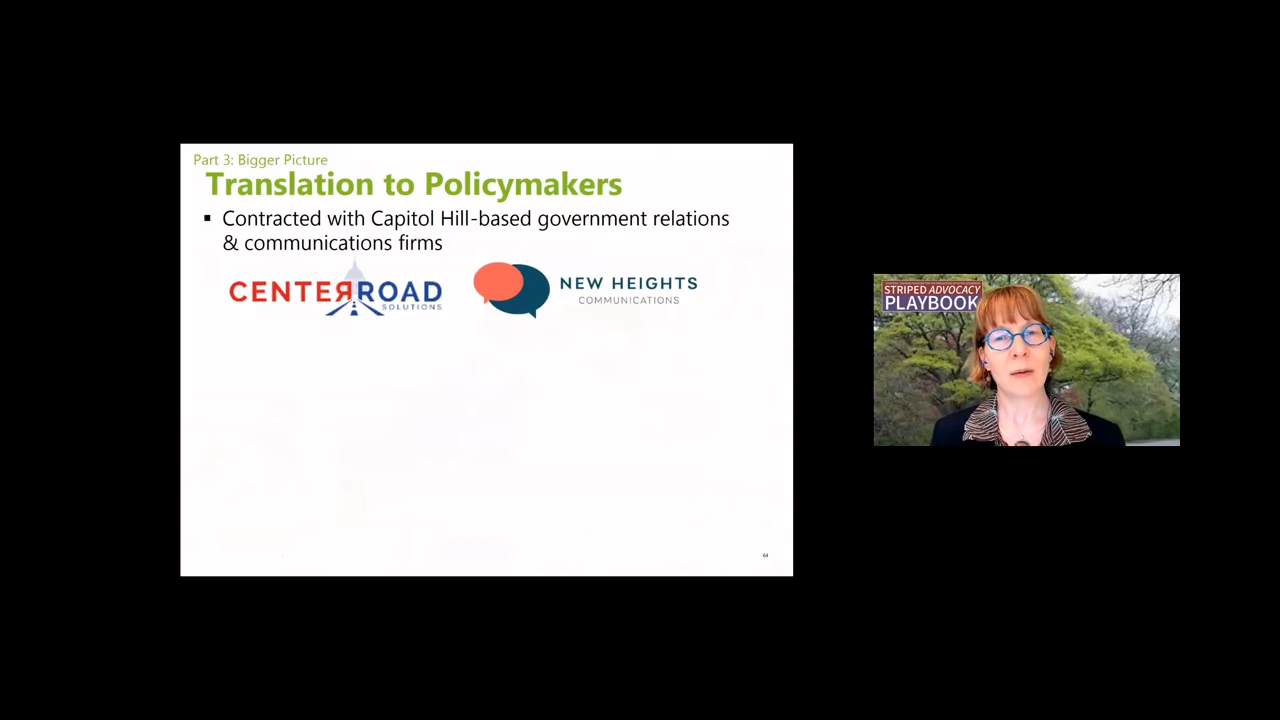 Part 3: Bigger Picture
Translation to Policymakers
▪ Contracted with Capitol Hill-based government relations
& communications firms
CENTERROAD
SOLUTIONS
NEW HEIGHTS
COMMUNICATIONS
64
STRIPED ADVOCACY
PLAYBOOK